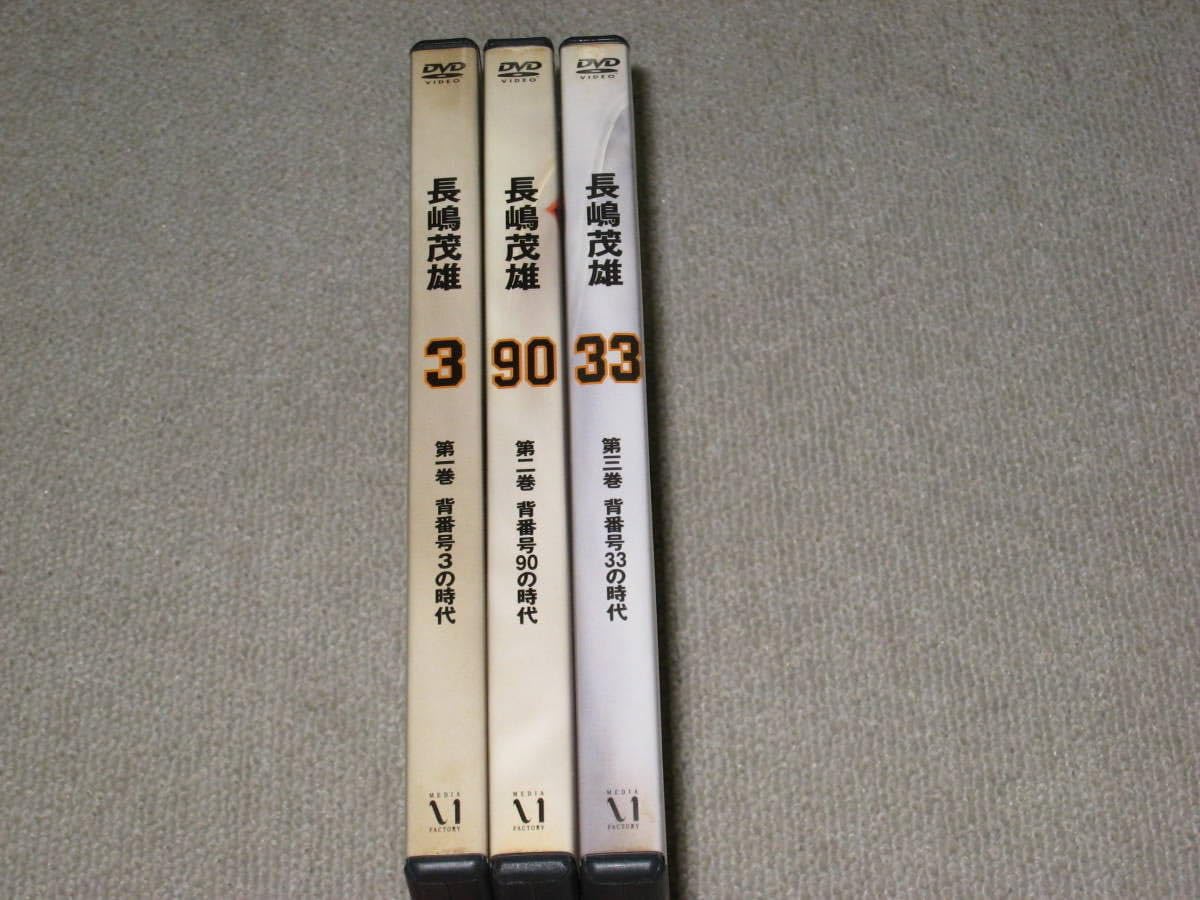 DVD
VIDEO
長嶋茂雄
3
第一巻 背番号3の時代
MEDIA
FACTORY
DVD
VIDEO
長嶋茂雄
90
第二巻 背番号90の時代
MEDIA
FACTORY
DVD
VIDEO
長嶋茂雄
33
第三巻 背番号33の時代
MEDIA
FACTORY